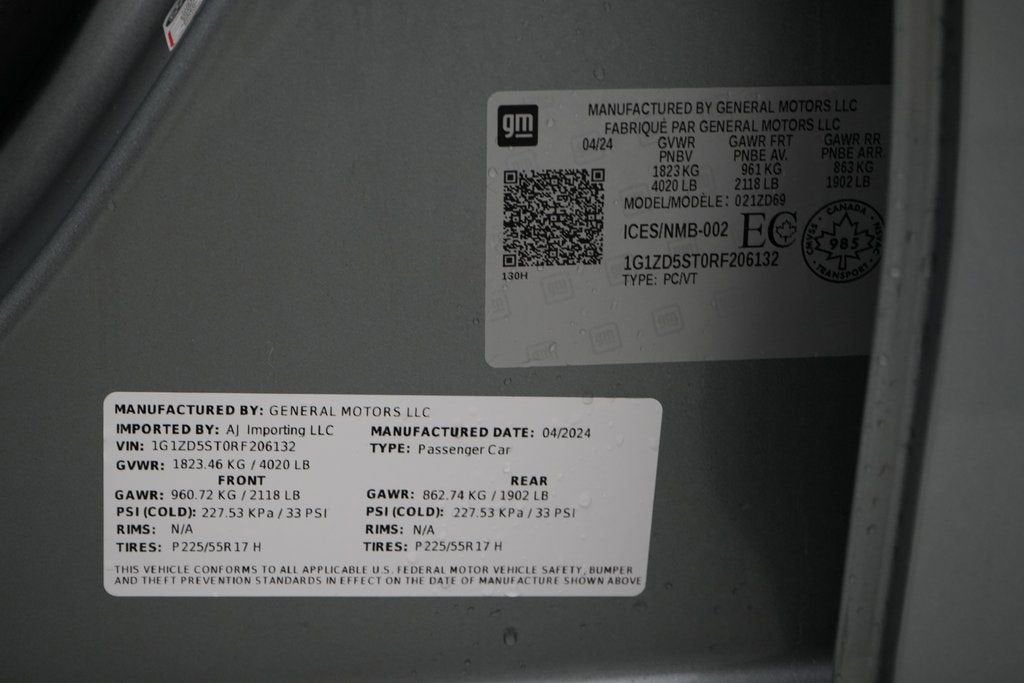 gm
MANUFACTURED BY GENERAL MOTORS LLC
FABRIQUÉ PAR GENERAL MOTORS LLC
04/24 GVWR GAWR FRT GAWR RR
PNBV PNBE AV. PNBE ARR.
1823 KG 961 KG 863 KG
4020 LB 2118 LB 1902 LB
MODEL/MODÈLE: 021ZD69
ICES/NMB-002 EC
CANADA
CMVSS 985 NSVAC
TRANSPORT
1G1ZD5ST0RF206132
130H TYPE: PC/VT
MANUFACTURED BY: GENERAL MOTORS LLC
IMPORTED BY: AJ Importing LLC MANUFACTURED DATE: 04/2024
VIN: 1G1ZD5ST0RF206132 TYPE: Passenger Car
GVWR: 1823.46 KG / 4020 LB
FRONT REAR
GAWR: 960.72 KG / 2118 LB GAWR: 862.74 KG / 1902 LB
PSI (COLD): 227.53 KPa / 33 PSI PSI (COLD): 227.53 KPa / 33 PSI
RIMS: N/A RIMS: N/A
TIRES: P225/55R17 H TIRES: P225/55R17 H
THIS VEHICLE CONFORMS TO ALL APPLICABLE U.S. FEDERAL MOTOR VEHICLE SAFETY, BUMPER
AND THEFT PREVENTION STANDARDS IN EFFECT ON THE DATE OF MANUFACTURE SHOWN ABOVE